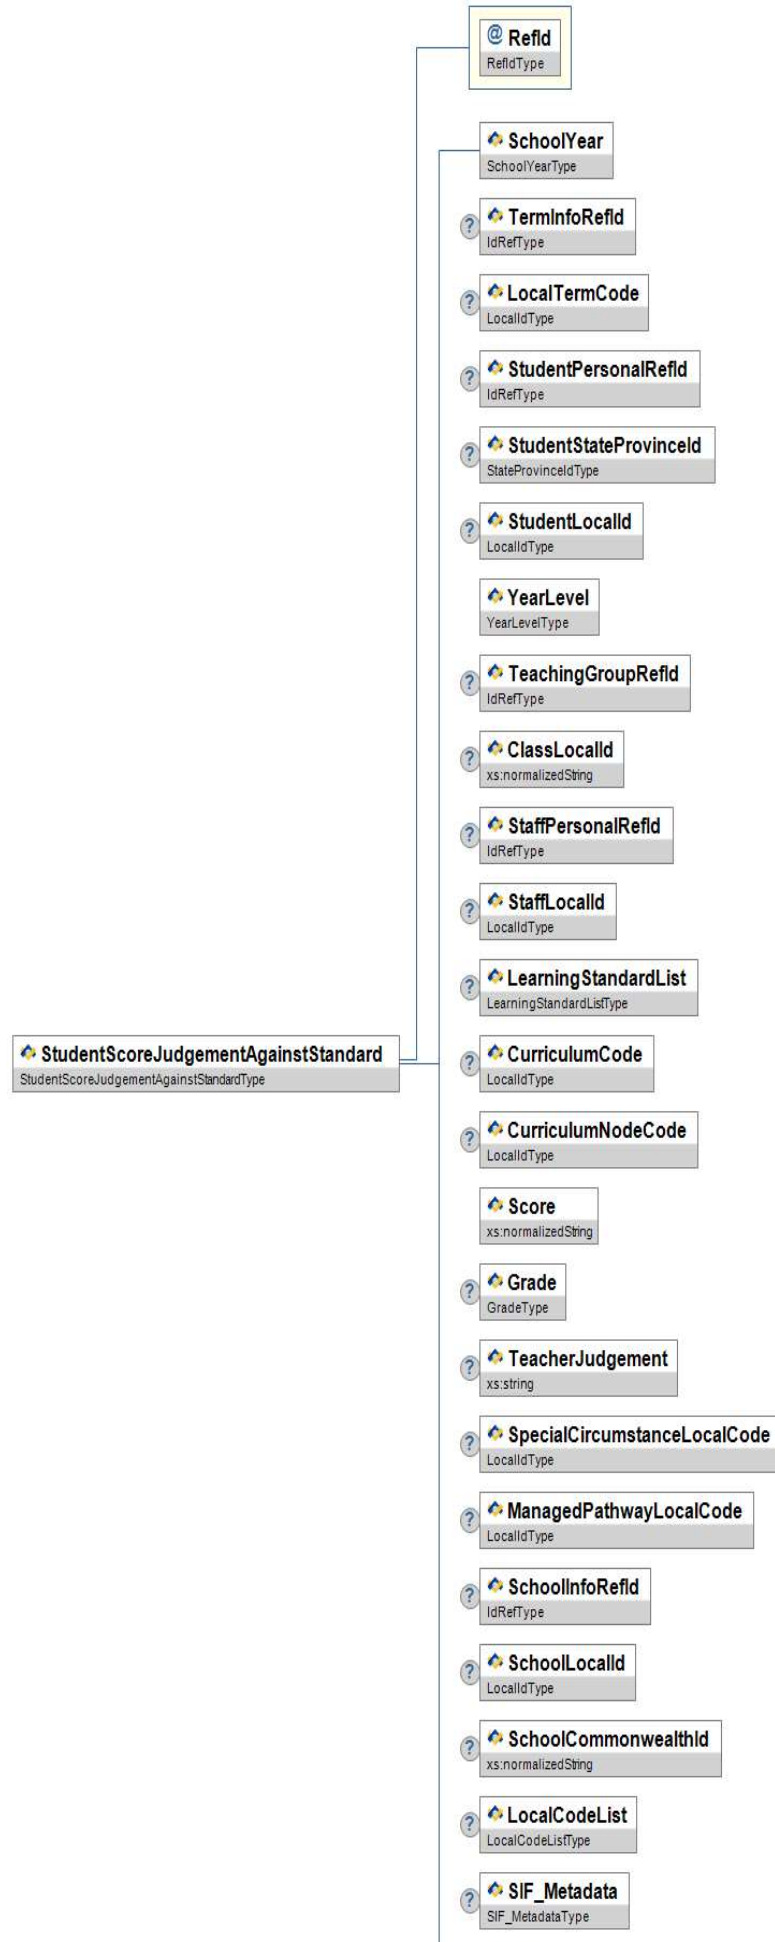 @ RefId
RefIdType
SchoolYear
SchoolYearType
? TermInfoRefId
IdRefType
? LocalTermCode
LocalIdType
? StudentPersonalRefId
IdRefType
? StudentStateProvinceId
StateProvinceIdType
? StudentLocalId
LocalIdType
YearLevel
YearLevelType
? TeachingGroupRefId
IdRefType
? ClassLocalId
xs:normalizedString
? StaffPersonalRefId
IdRefType
? StaffLocalId
LocalIdType
? LearningStandardList
LearningStandardListType
StudentScoreJudgementAgainstStandard
StudentScoreJudgementAgainstStandardType
? CurriculumCode
LocalIdType
? CurriculumNodeCode
LocalIdType
Score
xs:normalizedString
? Grade
GradeType
? TeacherJudgement
xs:string
? SpecialCircumstanceLocalCode
LocalIdType
? ManagedPathwayLocalCode
LocalIdType
? SchoolInfoRefId
IdRefType
? SchoolLocalId
LocalIdType
? SchoolCommonwealthId
xs:normalizedString
? LocalCodeList
LocalCodeListType
? SIF_Metadata
SIF_MetadataType